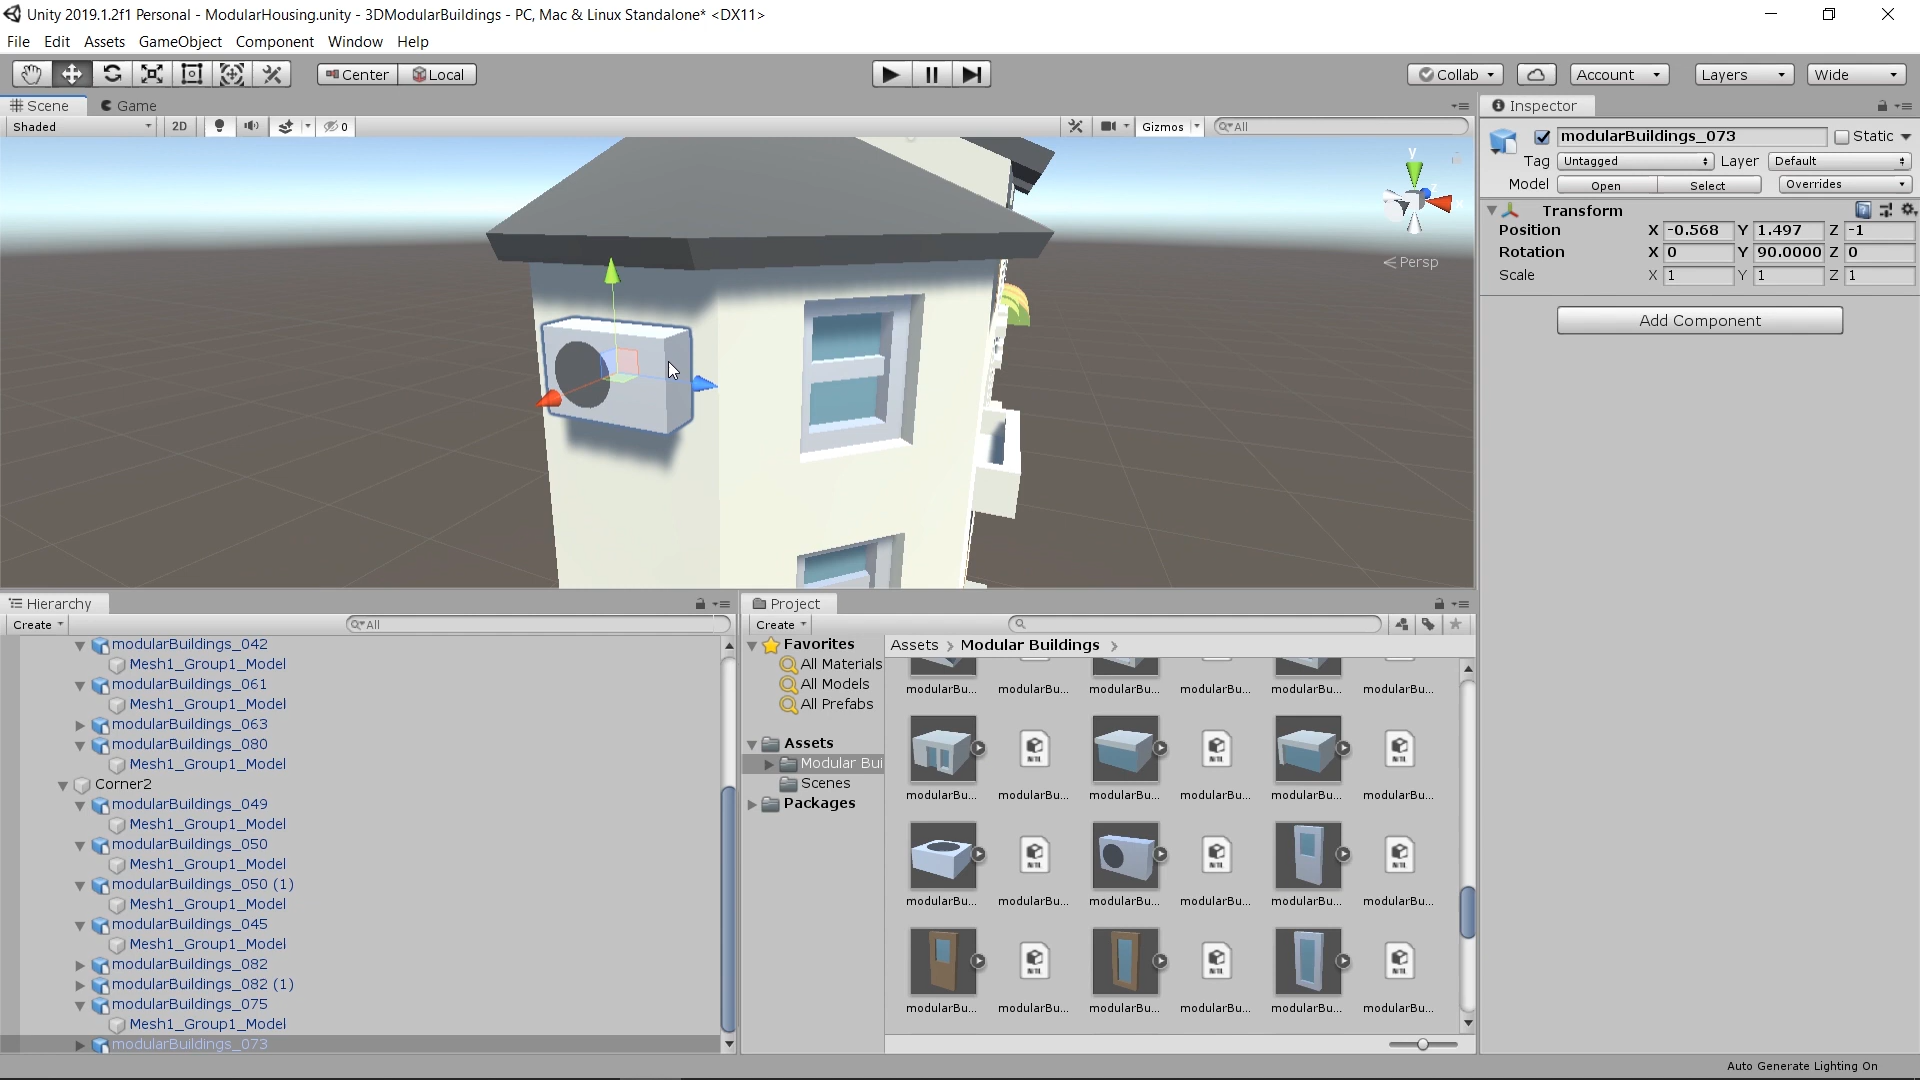 Unity 2019.1.2f1 Personal - ModularHousing.unity - 3DModularBuildings - PC, Mac & Linux Standalone* <DX11>
File Edit Assets GameObject Component Window Help
Center Local Collab Account Layers Wide
Scene Game
Shaded 2D 0 Gizmos All
y
Persp
Inspector
modularBuildings_073 Static
Tag Untagged Layer Default
Model Open Select Overrides
Transform
Position X -0.568 Y 1.497 Z -1
Rotation X 0 Y 90.0000 Z 0
Scale X 1 Y 1 Z 1
Add Component
Hierarchy
Create All
modularBuildings_042
Mesh1_Group1_Model
modularBuildings_061
Mesh1_Group1_Model
modularBuildings_063
modularBuildings_080
Mesh1_Group1_Model
Corner2
modularBuildings_049
Mesh1_Group1_Model
modularBuildings_050
Mesh1_Group1_Model
modularBuildings_050 (1)
Mesh1_Group1_Model
modularBuildings_045
Mesh1_Group1_Model
modularBuildings_082
modularBuildings_082 (1)
modularBuildings_075
Mesh1_Group1_Model
modularBuildings_073
Project
Create
Favorites
All Materials
All Models
All Prefabs
Assets
Modular Bui
Scenes
Packages
Assets > Modular Buildings >
modularBu... modularBu... modularBu... modularBu... modularBu... modularBu...
modularBu... modularBu... modularBu... modularBu... modularBu... modularBu...
modularBu... modularBu... modularBu... modularBu... modularBu... modularBu...
modularBu... modularBu... modularBu... modularBu... modularBu... modularBu...
Auto Generate Lighting On